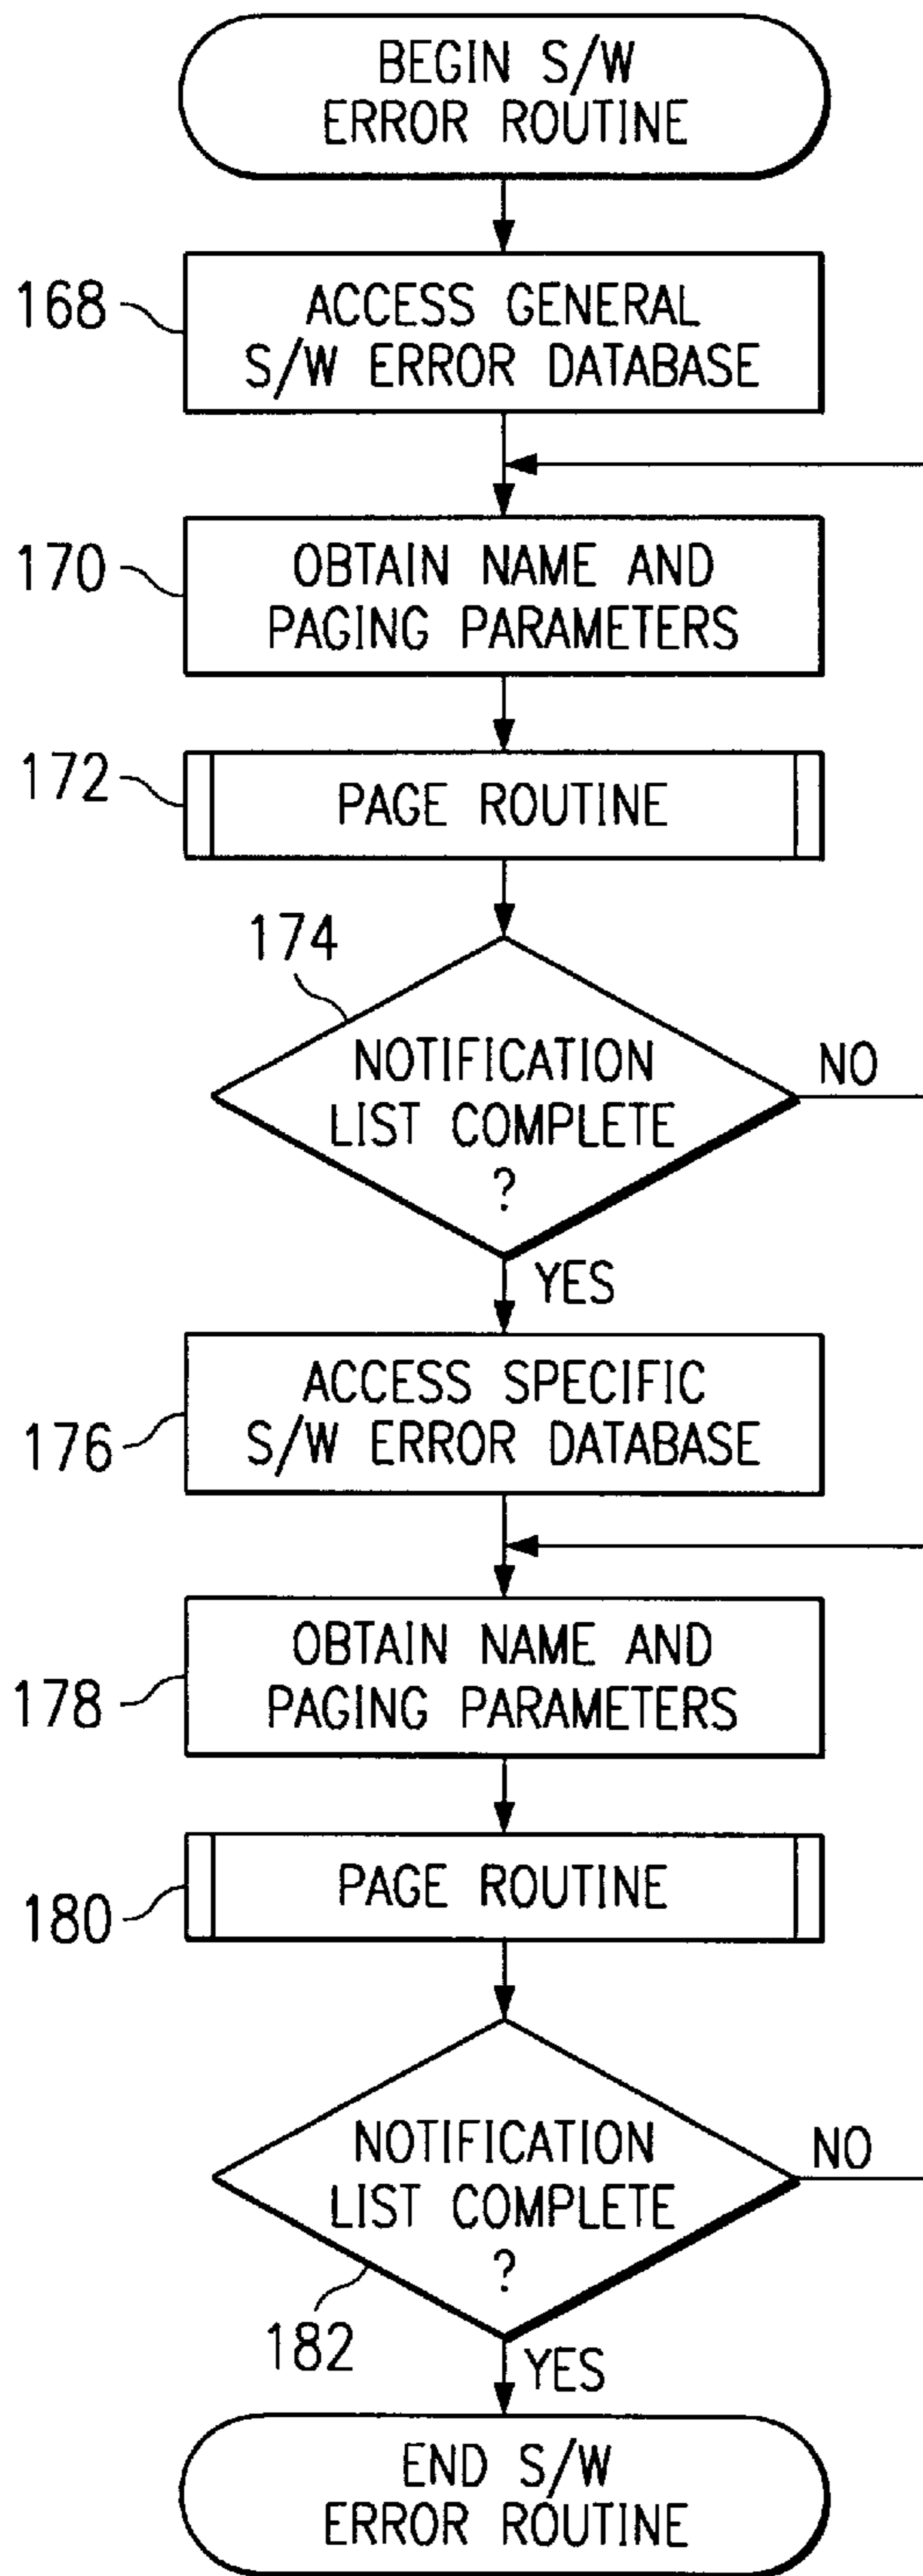 BEGIN S/W
ERROR ROUTINE
168
ACCESS GENERAL
S/W ERROR DATABASE
170
OBTAIN NAME AND
PAGING PARAMETERS
172
PAGE ROUTINE
174
NOTIFICATION
LIST COMPLETE
?
NO
YES
176
ACCESS SPECIFIC
S/W ERROR DATABASE
178
OBTAIN NAME AND
PAGING PARAMETERS
180
PAGE ROUTINE
NOTIFICATION
LIST COMPLETE
?
NO
182
YES
END S/W
ERROR ROUTINE